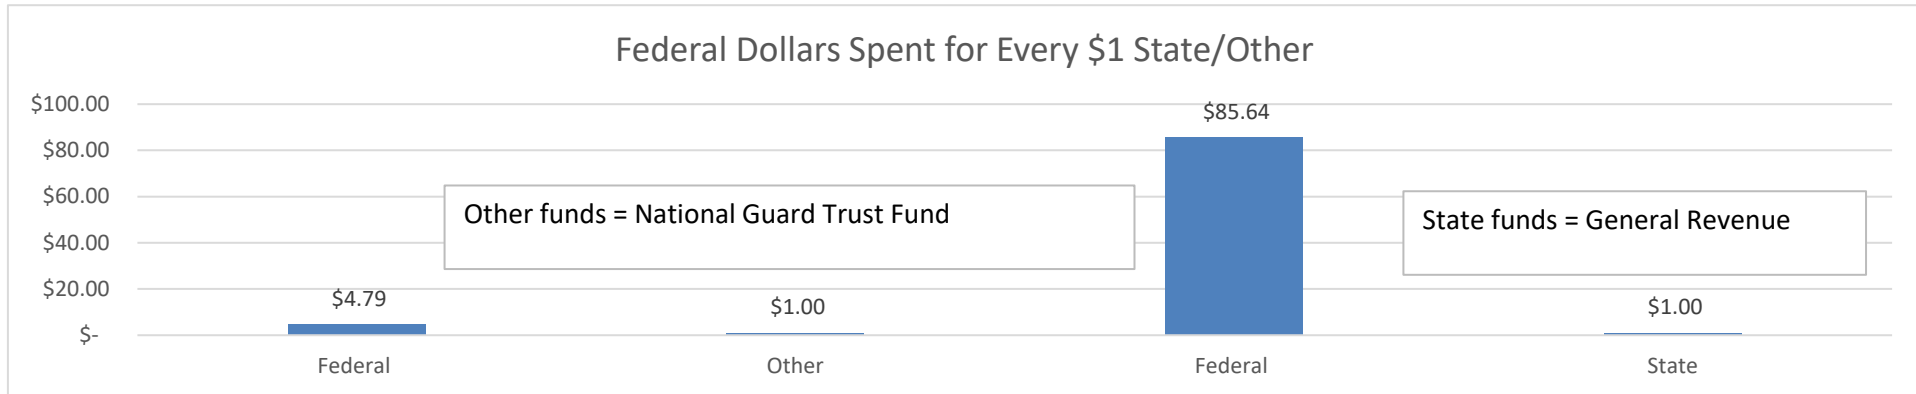 Federal Dollars Spent for Every $1 State/Other
$100.00
$80.00
$60.00
$40.00
$20.00
$-
$4.79
$1.00
$85.64
$1.00
Other funds = National Guard Trust Fund
State funds = General Revenue
Federal
Other
Federal
State